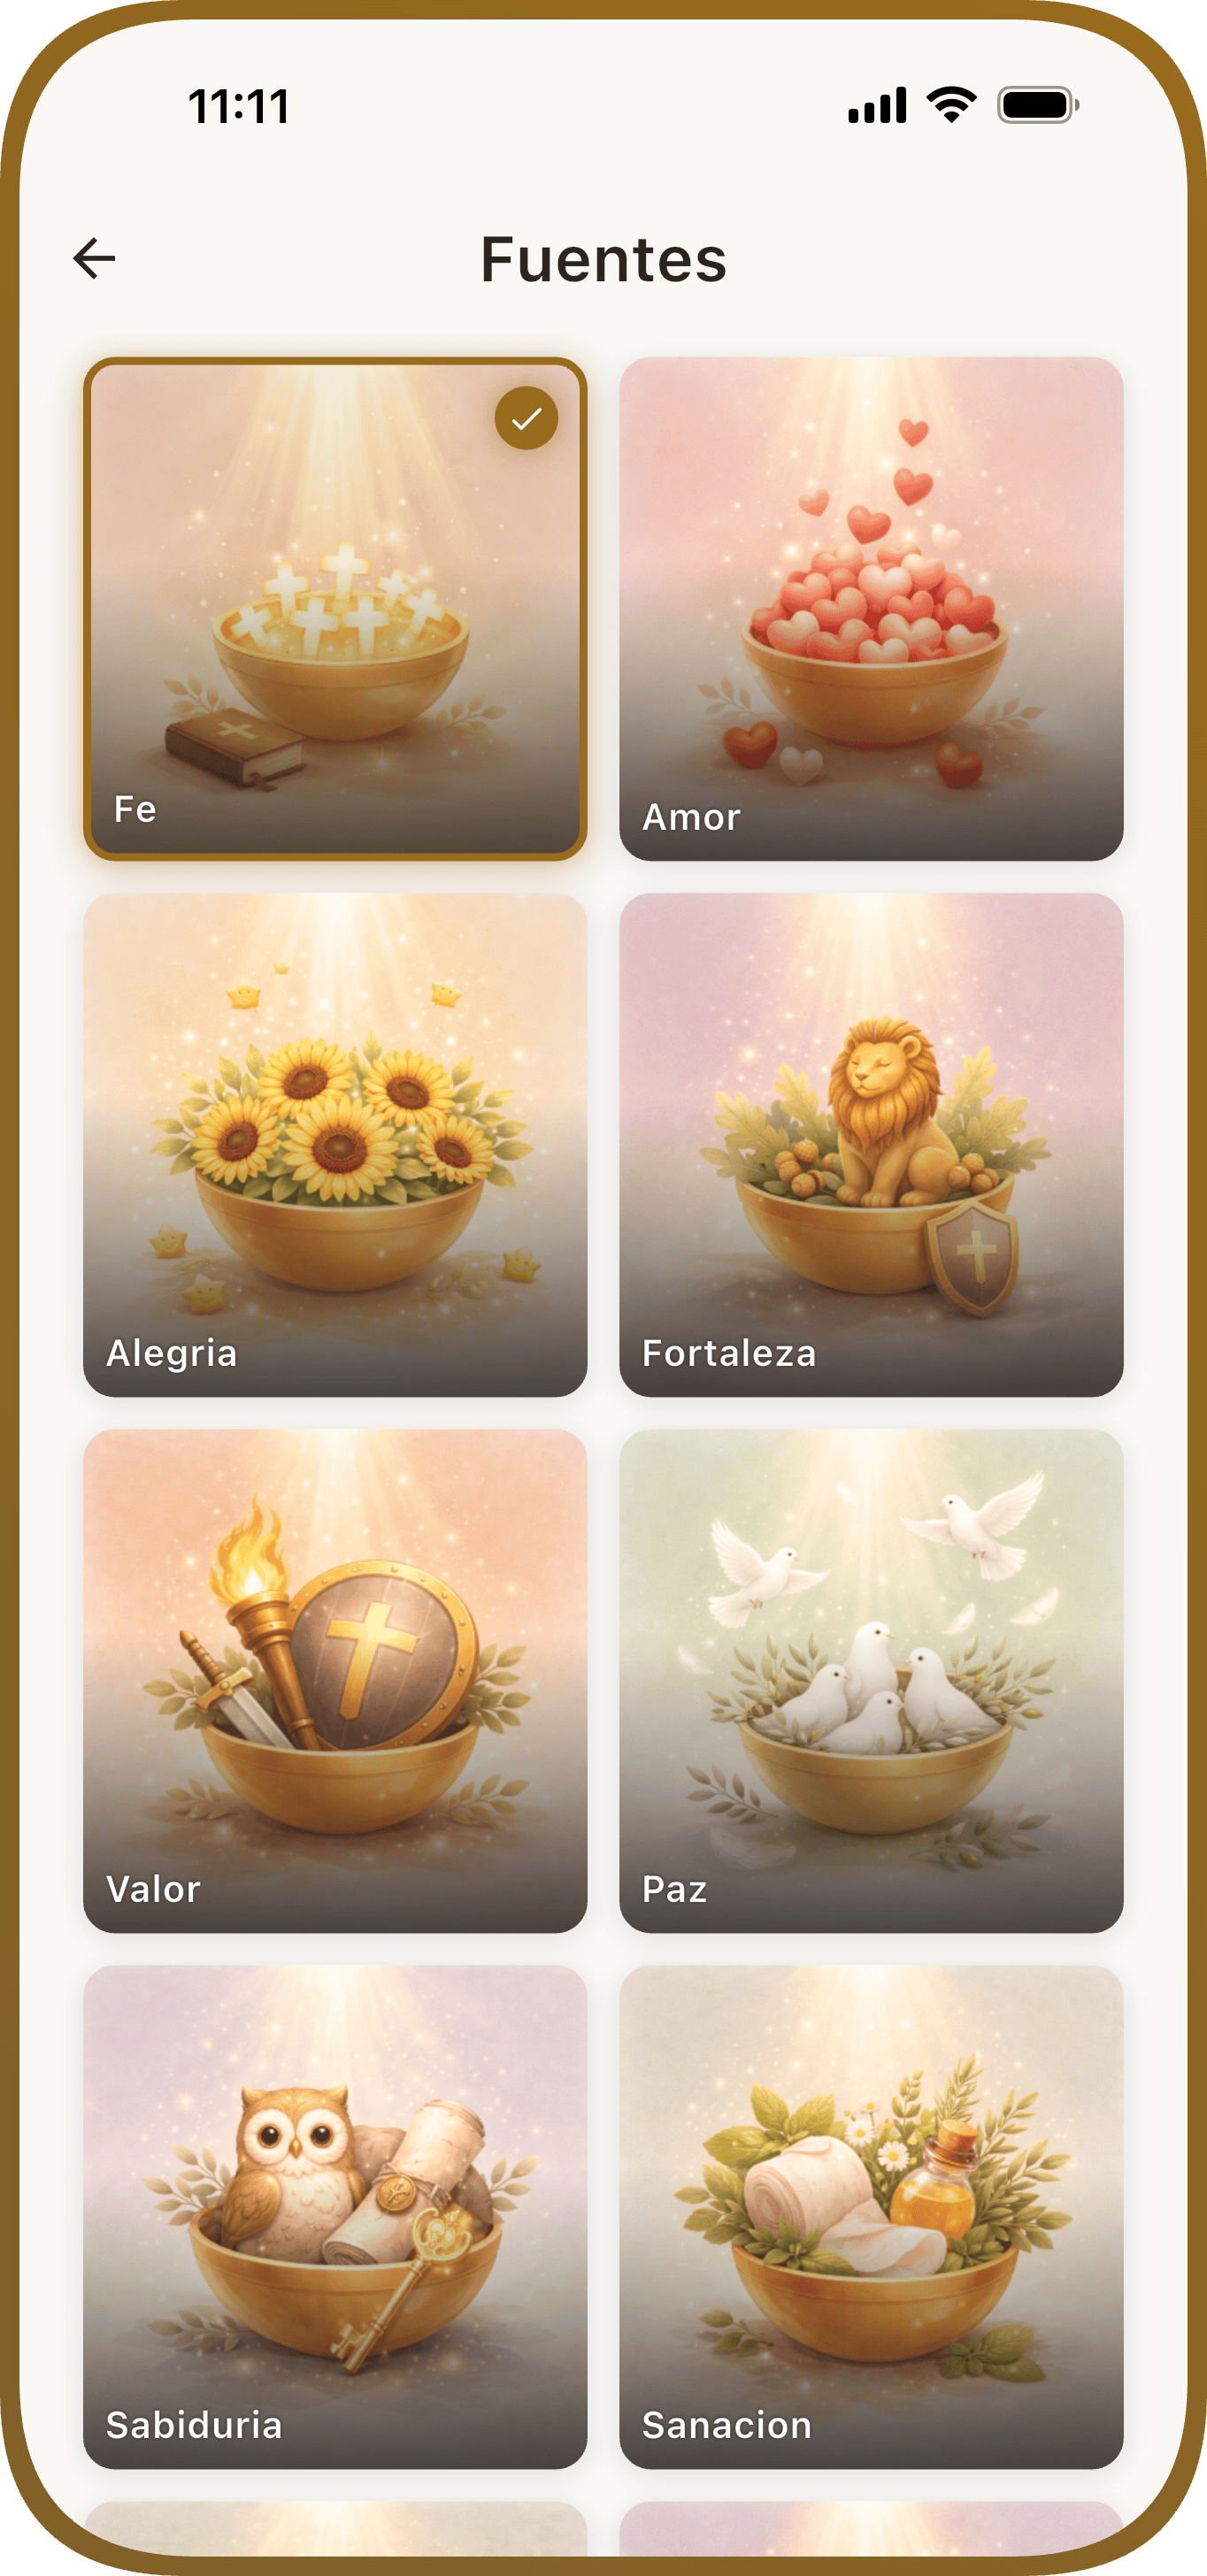 11:11
Fuentes
Fe
Amor
Alegria
Fortaleza
Valor
Paz
Sabiduria
Sanacion